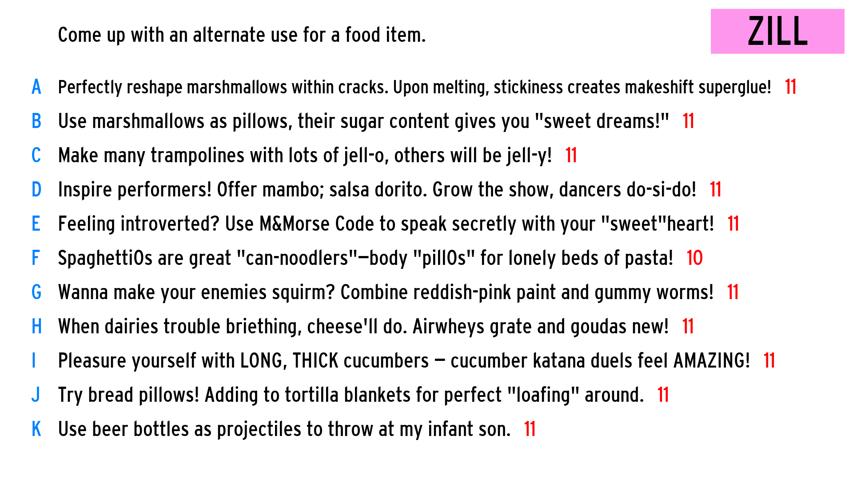 Come up with an alternate use for a food item.
ZILL
A Perfectly reshape marshmallows within cracks. Upon melting, stickiness creates makeshift superglue! 11
B Use marshmallows as pillows, their sugar content gives you "sweet dreams!" 11
C Make many trampolines with lots of jell-o, others will be jell-y! 11
D Inspire performers! Offer mambo; salsa dorito. Grow the show, dancers do-si-do! 11
E Feeling introverted? Use M&Morse Code to speak secretly with your "sweet"heart! 11
F SpaghettiOs are great "can-noodlers"—body "pillOs" for lonely beds of pasta! 10
G Wanna make your enemies squirm? Combine reddish-pink paint and gummy worms! 11
H When dairies trouble briething, cheese'll do. Airwheys grate and goudas new! 11
I Pleasure yourself with LONG, THICK cucumbers — cucumber katana duels feel AMAZING! 11
J Try bread pillows! Adding to tortilla blankets for perfect "loafing" around. 11
K Use beer bottles as projectiles to throw at my infant son. 11